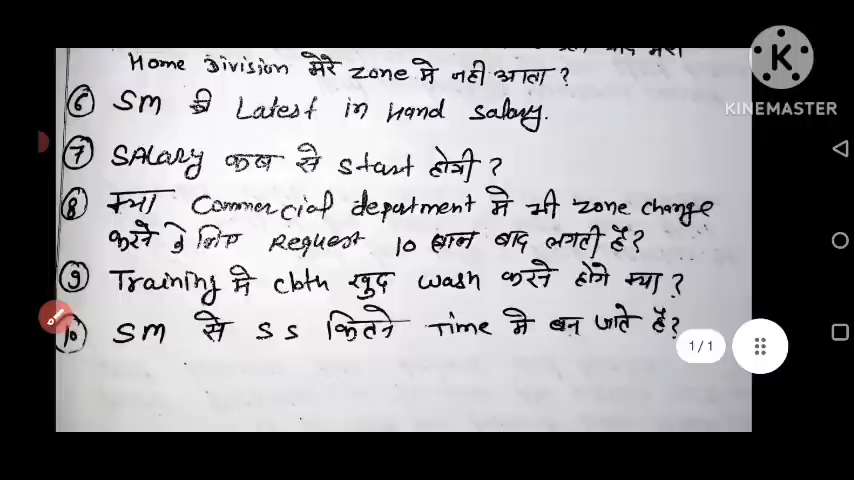 Home Division मेरे zone मे नही आता ?
⑥ SM की Latest in Hand salary.
⑦ SALary कब से start होगी ?
⑧ क्या Commercial department मे भी zone change
करने के लिए Request 10 साल बाद लगती है ?
⑨ Training मे cloth खुद wash करने होंगे क्या ?
⑩ SM से SS कितने Time मे बन जाते है ?
K
KINEMASTER
1/1